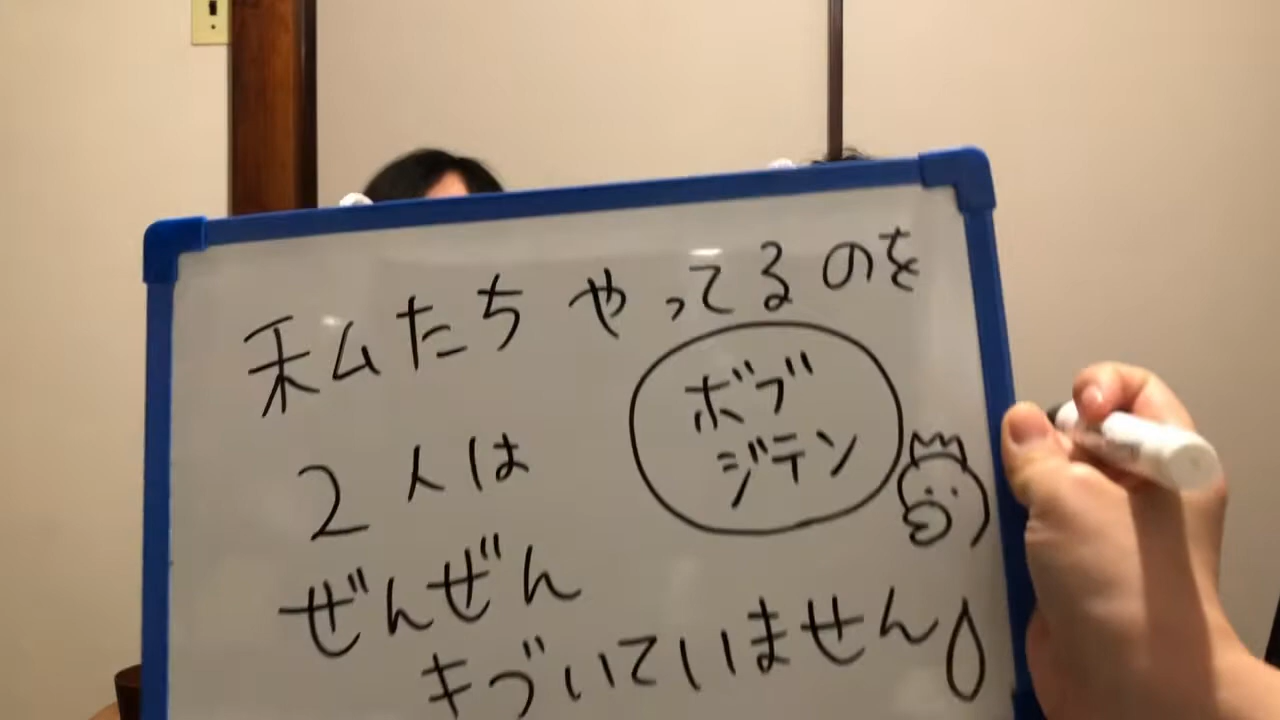 私たちやってるのを
ボブ
ジテン
2人は
ぜんぜん
キづいていません